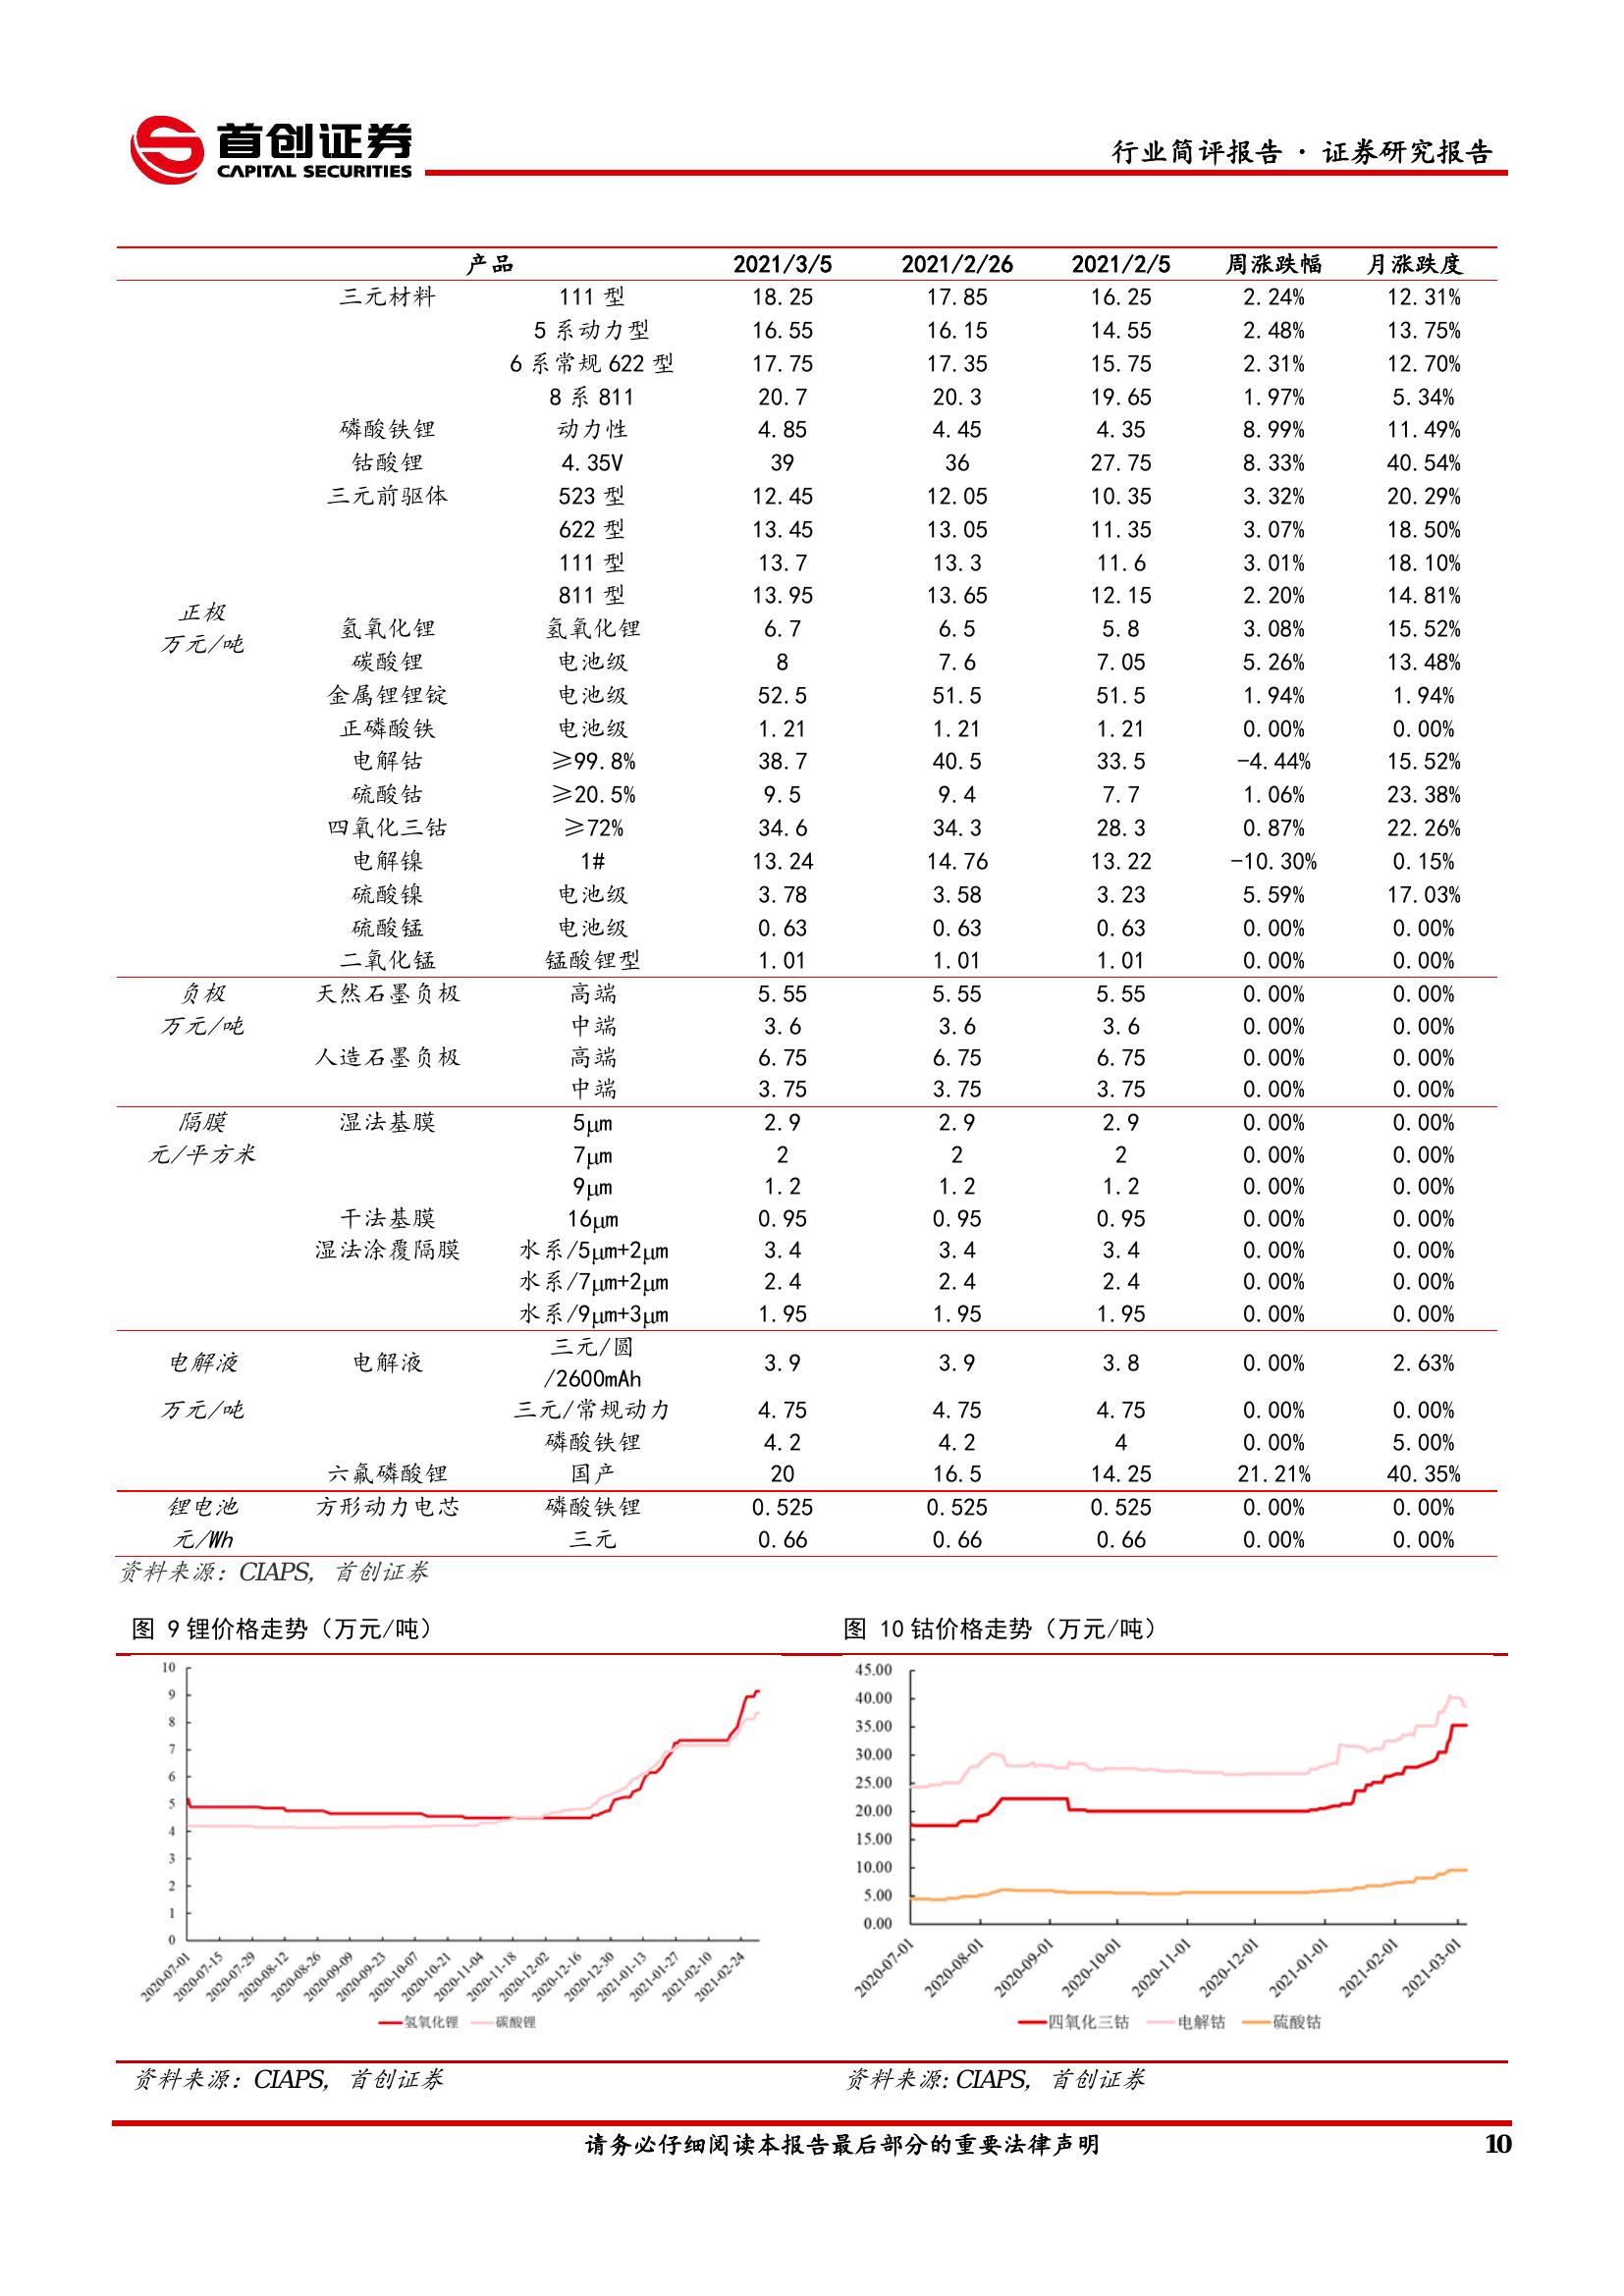 首创证券
CAPITAL SECURITIES
行业简评报告 · 证券研究报告
产品 2021/3/5 2021/2/26 2021/2/5 周涨跌幅 月涨跌度
三元材料 111 型 18.25 17.85 16.25 2.24% 12.31%
5 系动力型 16.55 16.15 14.55 2.48% 13.75%
6 系常规 622 型 17.75 17.35 15.75 2.31% 12.70%
8 系 811 20.7 20.3 19.65 1.97% 5.34%
磷酸铁锂 动力性 4.85 4.45 4.35 8.99% 11.49%
钴酸锂 4.35V 39 36 27.75 8.33% 40.54%
三元前驱体 523 型 12.45 12.05 10.35 3.32% 20.29%
622 型 13.45 13.05 11.35 3.07% 18.50%
111 型 13.7 13.3 11.6 3.01% 18.10%
811 型 13.95 13.65 12.15 2.20% 14.81%
正极
万元/吨
氢氧化锂 氢氧化锂 6.7 6.5 5.8 3.08% 15.52%
碳酸锂 电池级 8 7.6 7.05 5.26% 13.48%
金属锂锂锭 电池级 52.5 51.5 51.5 1.94% 1.94%
正磷酸铁 电池级 1.21 1.21 1.21 0.00% 0.00%
电解钴 ≥99.8% 38.7 40.5 33.5 -4.44% 15.52%
硫酸钴 ≥20.5% 9.5 9.4 7.7 1.06% 23.38%
四氧化三钴 ≥72% 34.6 34.3 28.3 0.87% 22.26%
电解镍 1# 13.24 14.76 13.22 -10.30% 0.15%
硫酸镍 电池级 3.78 3.58 3.23 5.59% 17.03%
硫酸锰 电池级 0.63 0.63 0.63 0.00% 0.00%
二氧化锰 锰酸锂型 1.01 1.01 1.01 0.00% 0.00%
负极 天然石墨负极 高端 5.55 5.55 5.55 0.00% 0.00%
万元/吨 中端 3.6 3.6 3.6 0.00% 0.00%
人造石墨负极 高端 6.75 6.75 6.75 0.00% 0.00%
中端 3.75 3.75 3.75 0.00% 0.00%
隔膜 湿法基膜 5μm 2.9 2.9 2.9 0.00% 0.00%
元/平方米 7μm 2 2 2 0.00% 0.00%
9μm 1.2 1.2 1.2 0.00% 0.00%
干法基膜 16μm 0.95 0.95 0.95 0.00% 0.00%
湿法涂覆隔膜 水系/5μm+2μm 3.4 3.4 3.4 0.00% 0.00%
水系/7μm+2μm 2.4 2.4 2.4 0.00% 0.00%
水系/9μm+3μm 1.95 1.95 1.95 0.00% 0.00%
电解液 电解液 三元/圆
/2600mAh 3.9 3.9 3.8 0.00% 2.63%
万元/吨 三元/常规动力 4.75 4.75 4.75 0.00% 0.00%
磷酸铁锂 4.2 4.2 4 0.00% 5.00%
六氟磷酸锂 国产 20 16.5 14.25 21.21% 40.35%
锂电池 方形动力电芯 磷酸铁锂 0.525 0.525 0.525 0.00% 0.00%
元/Wh 三元 0.66 0.66 0.66 0.00% 0.00%
资料来源：CIAPS，首创证券
图 9 锂价格走势（万元/吨）
10
9
8
7
6
5
4
3
2
1
0
2020-07-01 2020-07-15 2020-07-29 2020-08-12 2020-08-26 2020-09-09 2020-09-23 2020-10-07 2020-10-21 2020-11-04 2020-11-18 2020-12-02 2020-12-16 2020-12-30 2021-01-13 2021-01-27 2021-02-10 2021-02-24
氢氧化锂 碳酸锂
资料来源：CIAPS，首创证券
图 10 钴价格走势（万元/吨）
45.00
40.00
35.00
30.00
25.00
20.00
15.00
10.00
5.00
0.00
2020-07-01 2020-08-01 2020-09-01 2020-10-01 2020-11-01 2020-12-01 2021-01-01 2021-02-01 2021-03-01
四氧化三钴 电解钴 硫酸钴
资料来源: CIAPS，首创证券
请务必仔细阅读本报告最后部分的重要法律声明 10